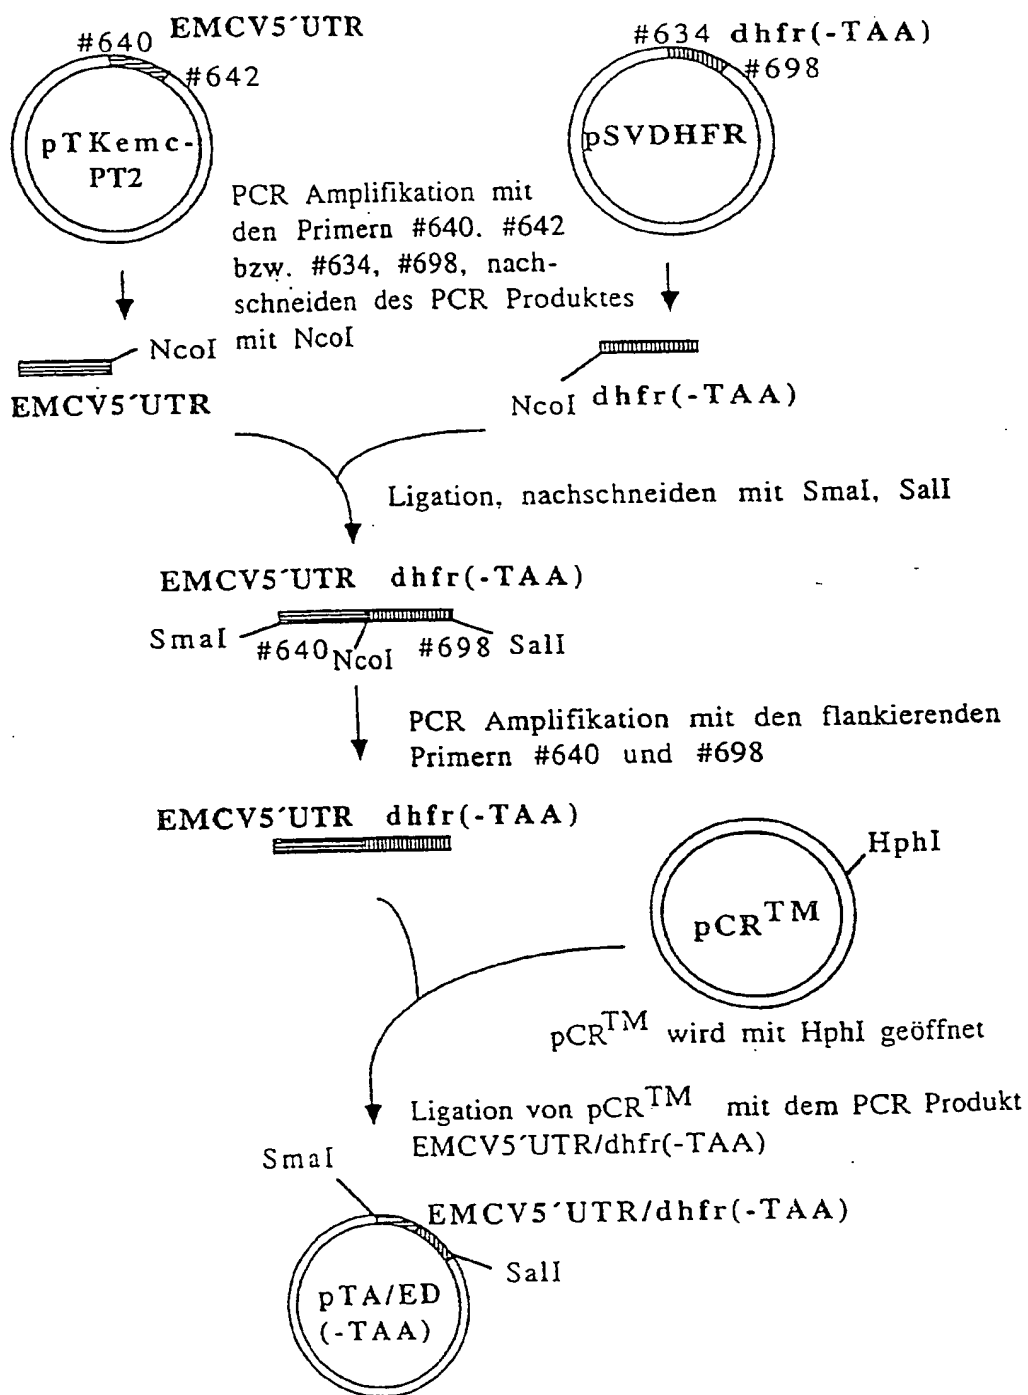 #640 EMCV5´UTR
#642
pTKemc-
PT2
#634 dhfr(-TAA)
#698
pSVDHFR
PCR Amplifikation mit
den Primern #640. #642
bzw. #634, #698, nach-
schneiden des PCR Produktes
mit NcoI
NcoI
EMCV5´UTR
NcoI dhfr(-TAA)
Ligation, nachschneiden mit SmaI, SalI
EMCV5´UTR dhfr(-TAA)
SmaI #640 NcoI #698 SalI
PCR Amplifikation mit den flankierenden
Primern #640 und #698
EMCV5´UTR dhfr(-TAA)
HphI
pCR™
pCR™ wird mit HphI geöffnet
Ligation von pCR™ mit dem PCR Produkt
EMCV5´UTR/dhfr(-TAA)
SmaI
EMCV5´UTR/dhfr(-TAA)
SalI
pTA/ED
(-TAA)